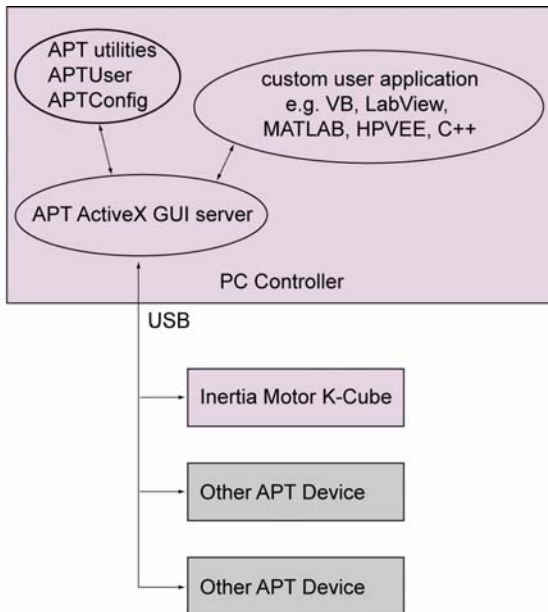 APT utilities
APTUser
APTConfig
custom user application
e.g. VB, LabView,
MATLAB, HPVEE, C++
APT ActiveX GUI server
PC Controller
USB
Inertia Motor K-Cube
Other APT Device
Other APT Device